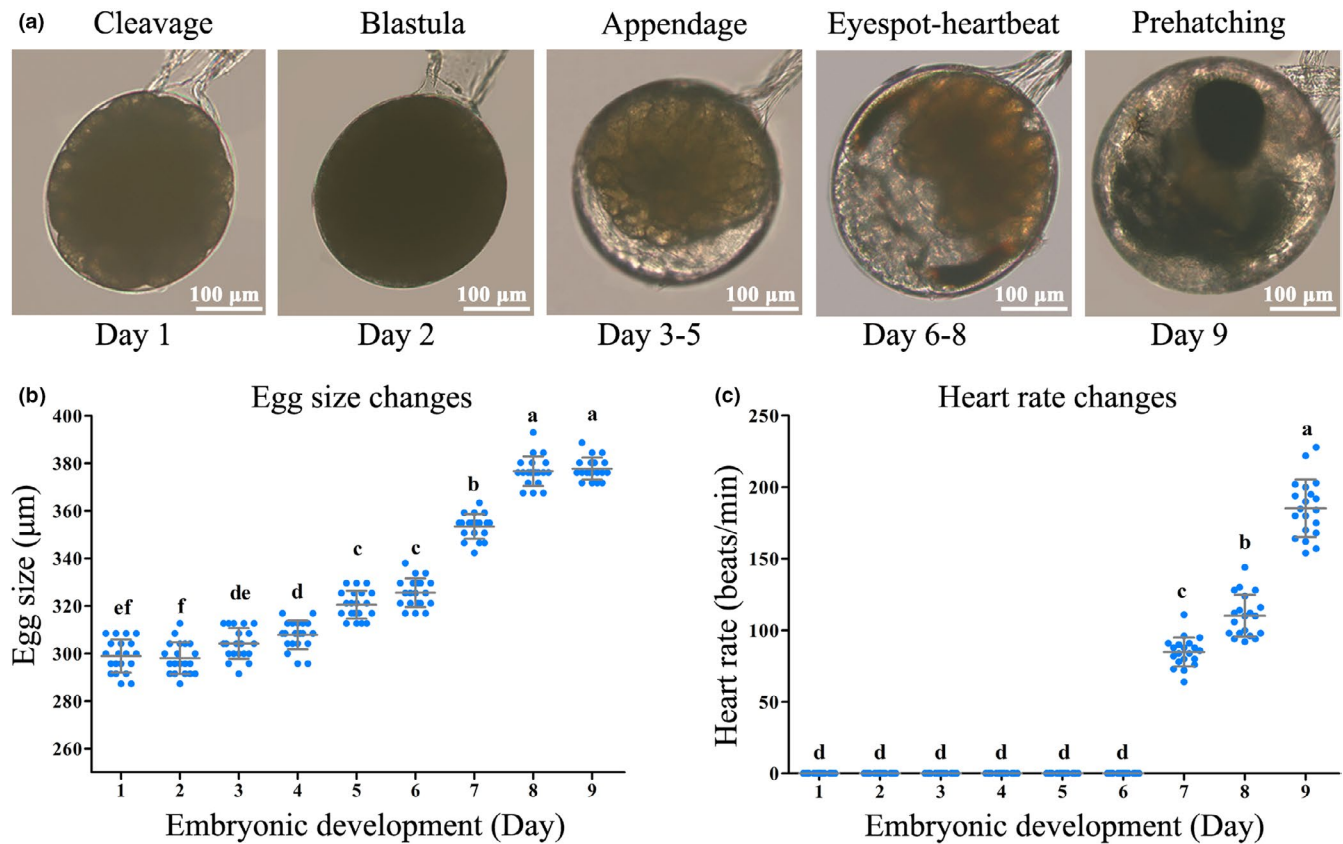 (a) Cleavage Blastula Appendage Eyespot-heartbeat Prehatching
100 μm 100 μm 100 μm 100 μm 100 μm
Day 1 Day 2 Day 3-5 Day 6-8 Day 9
(b) Egg size changes
Egg size (μm)
400
380
360
340
320
300
280
260
ef f de d c c b a a
1 2 3 4 5 6 7 8 9
Embryonic development (Day)
(c) Heart rate changes
Heart rate (beats/min)
250
200
150
100
50
0
d d d d d d c b a
1 2 3 4 5 6 7 8 9
Embryonic development (Day)